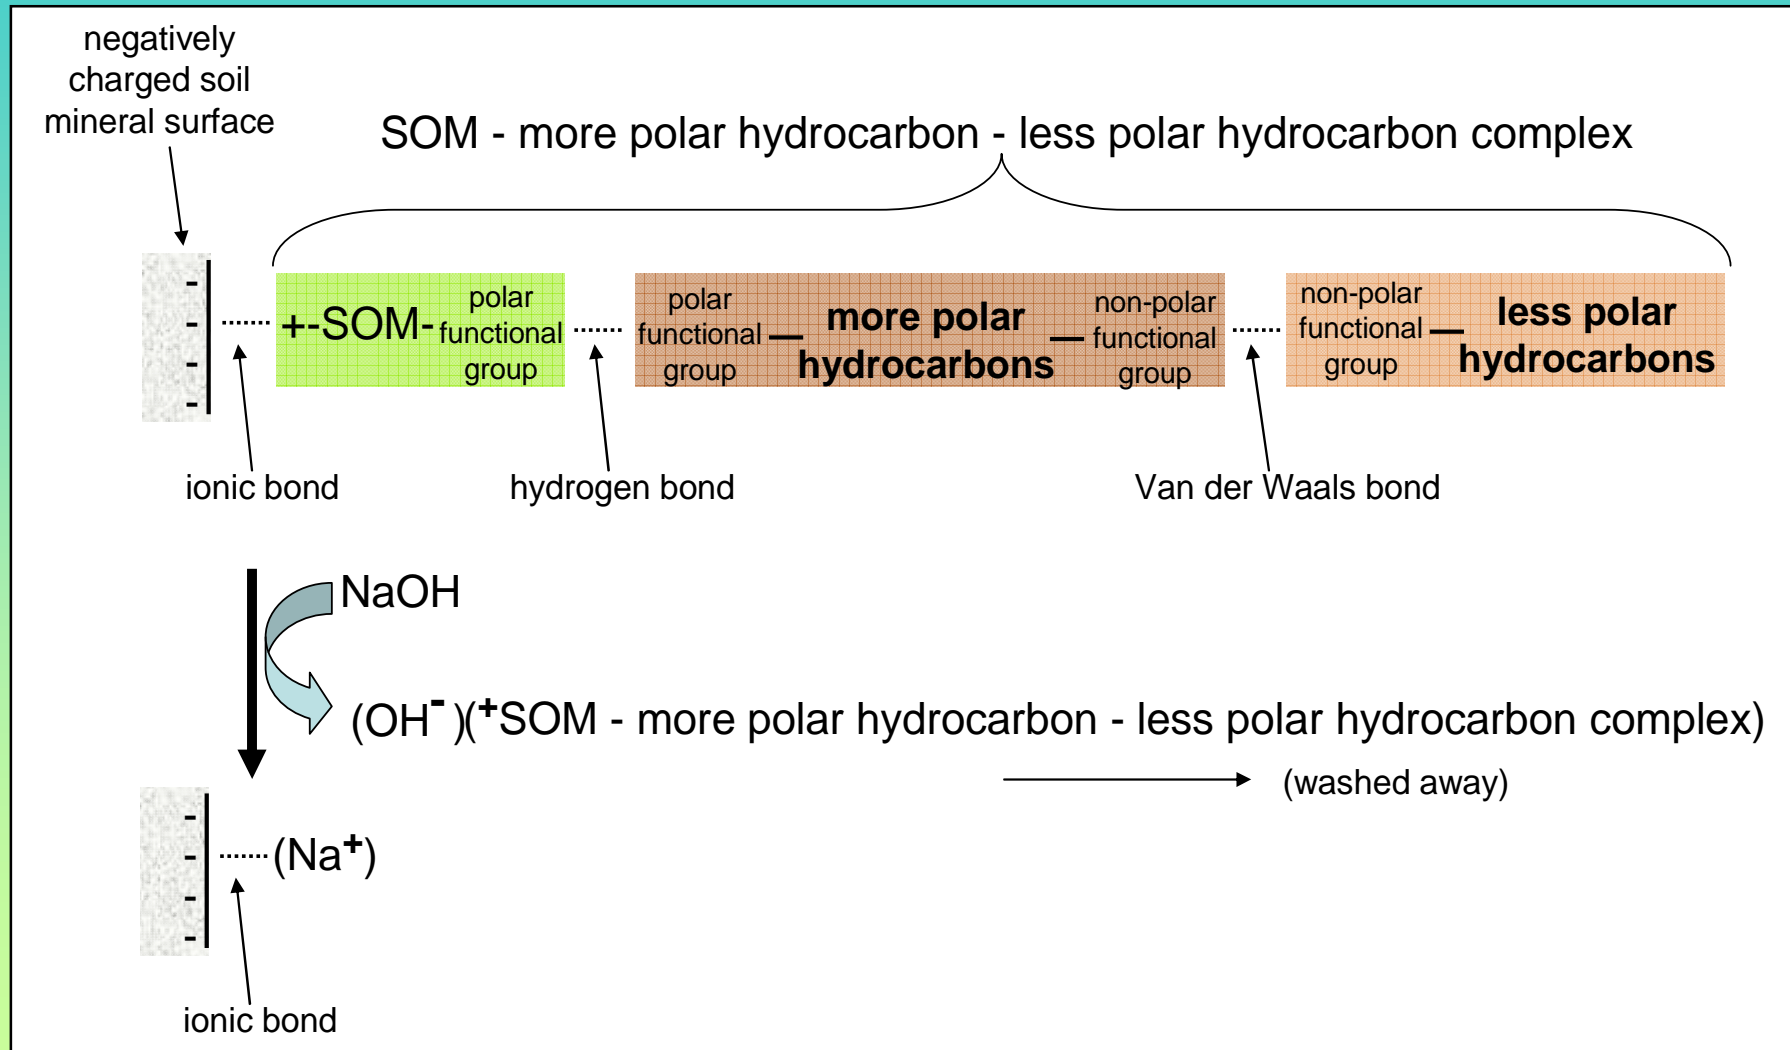 negatively
charged soil
mineral surface
SOM - more polar hydrocarbon - less polar hydrocarbon complex
-
-
-
-
+-SOM-
polar
functional
group
polar
functional
group
more polar
hydrocarbons
non-polar
functional
group
non-polar
functional
group
less polar
hydrocarbons
ionic bond
hydrogen bond
Van der Waals bond
NaOH
(OH⁻)(⁺SOM - more polar hydrocarbon - less polar hydrocarbon complex)
(washed away)
-
-
-
-
(Na⁺)
ionic bond